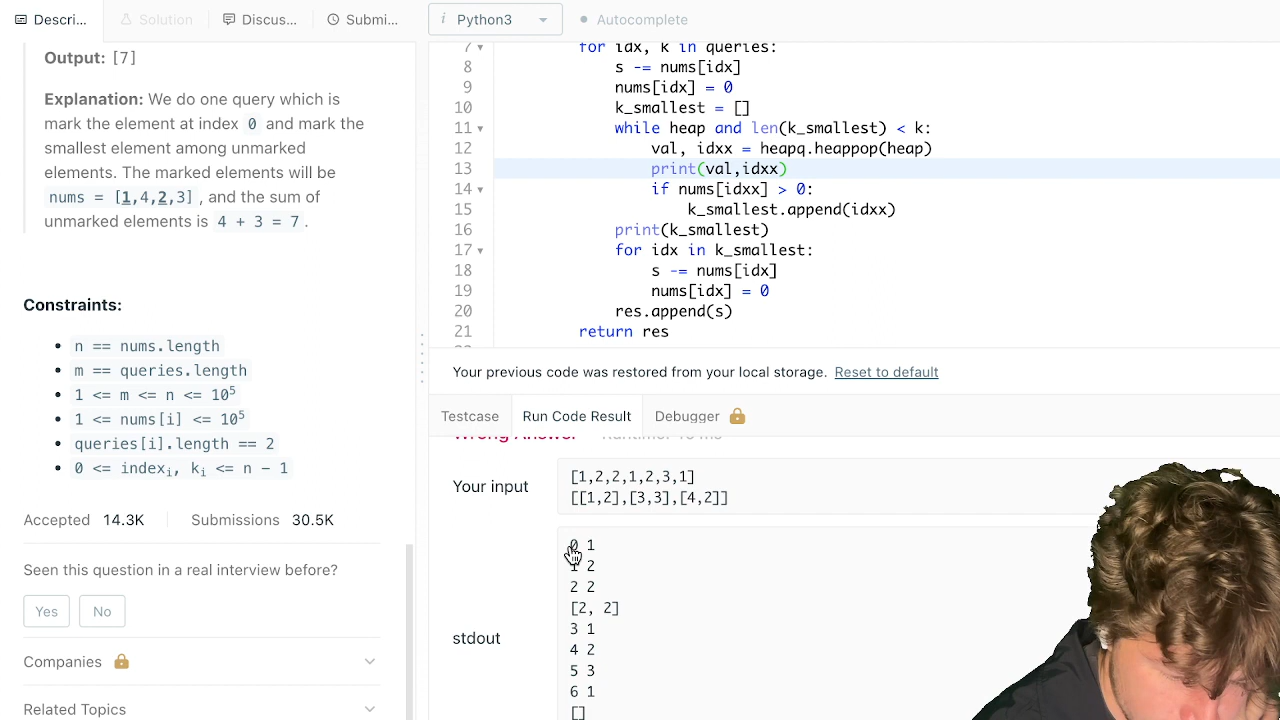 Descri...
Solution
Discus...
Submi...
i Python3
Autocomplete
Output: [7]
Explanation: We do one query which is
mark the element at index 0 and mark the
smallest element among unmarked
elements. The marked elements will be
nums = [1,4,2,3], and the sum of
unmarked elements is 4 + 3 = 7.
Constraints:
• n == nums.length
• m == queries.length
• 1 <= m <= n <= 10⁵
• 1 <= nums[i] <= 10⁵
• queries[i].length == 2
• 0 <= indexᵢ, kᵢ <= n - 1
Accepted 14.3K Submissions 30.5K
Seen this question in a real interview before?
Yes No
Companies
Related Topics
7 for idx, k in queries:
8 s -= nums[idx]
9 nums[idx] = 0
10 k_smallest = []
11 while heap and len(k_smallest) < k:
12 val, idxx = heapq.heappop(heap)
13 print(val,idxx)
14 if nums[idxx] > 0:
15 k_smallest.append(idxx)
16 print(k_smallest)
17 for idx in k_smallest:
18 s -= nums[idx]
19 nums[idx] = 0
20 res.append(s)
21 return res
Your previous code was restored from your local storage. Reset to default
Testcase
Run Code Result
Debugger
Wrong Answer Runtime:
Your input
[1,2,2,1,2,3,1]
[[1,2],[3,3],[4,2]]
stdout
0 1
1 2
2 2
[2, 2]
3 1
4 2
5 3
6 1
[]